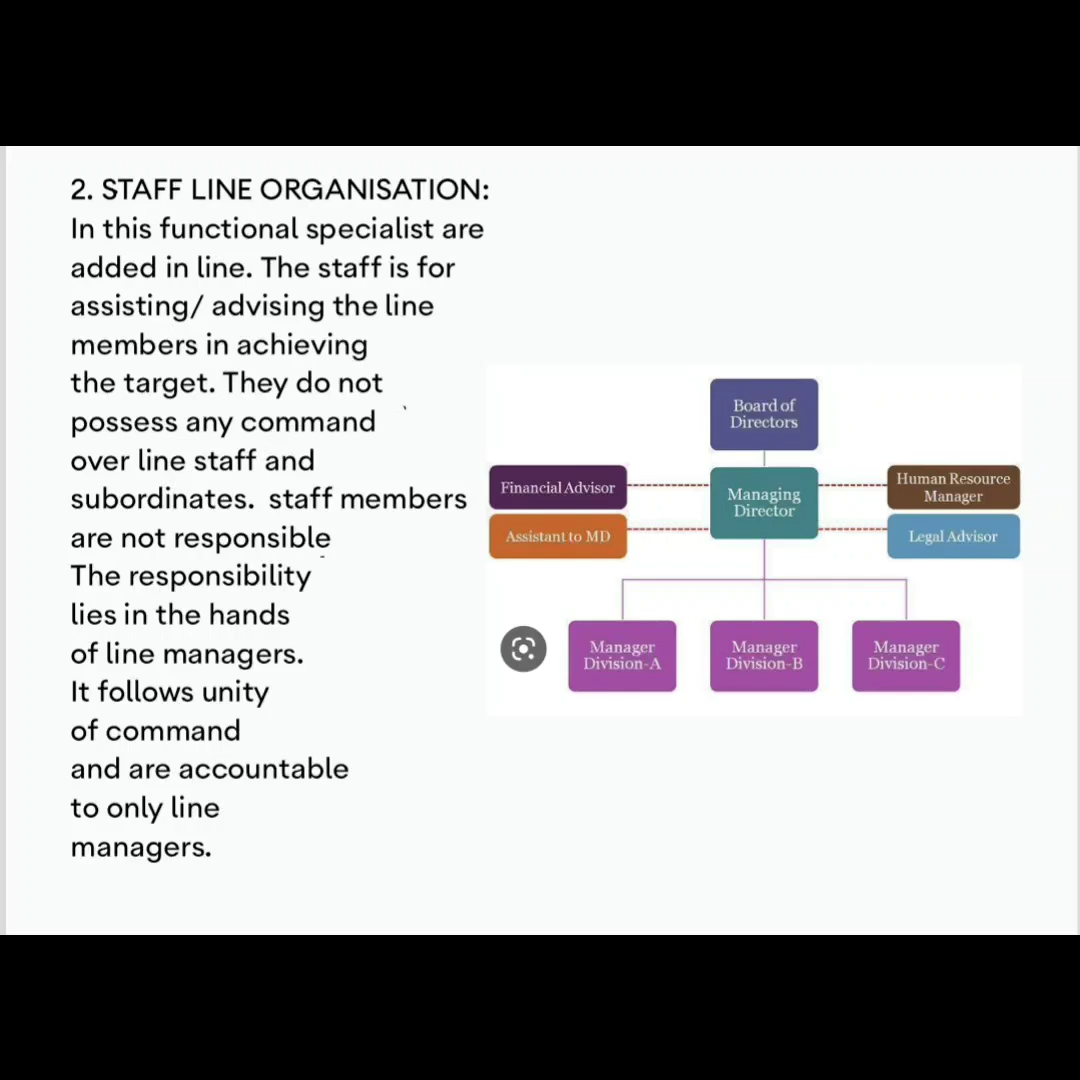 2. STAFF LINE ORGANISATION:
In this functional specialist are
added in line. The staff is for
assisting/ advising the line
members in achieving
the target. They do not
possess any command
over line staff and
subordinates.  staff members
are not responsible
The responsibility
lies in the hands
of line managers.
It follows unity
of command
and are accountable
to only line
managers.
Board of
Directors
Financial Advisor
Assistant to MD
Managing
Director
Human Resource
Manager
Legal Advisor
Manager
Division-A
Manager
Division-B
Manager
Division-C